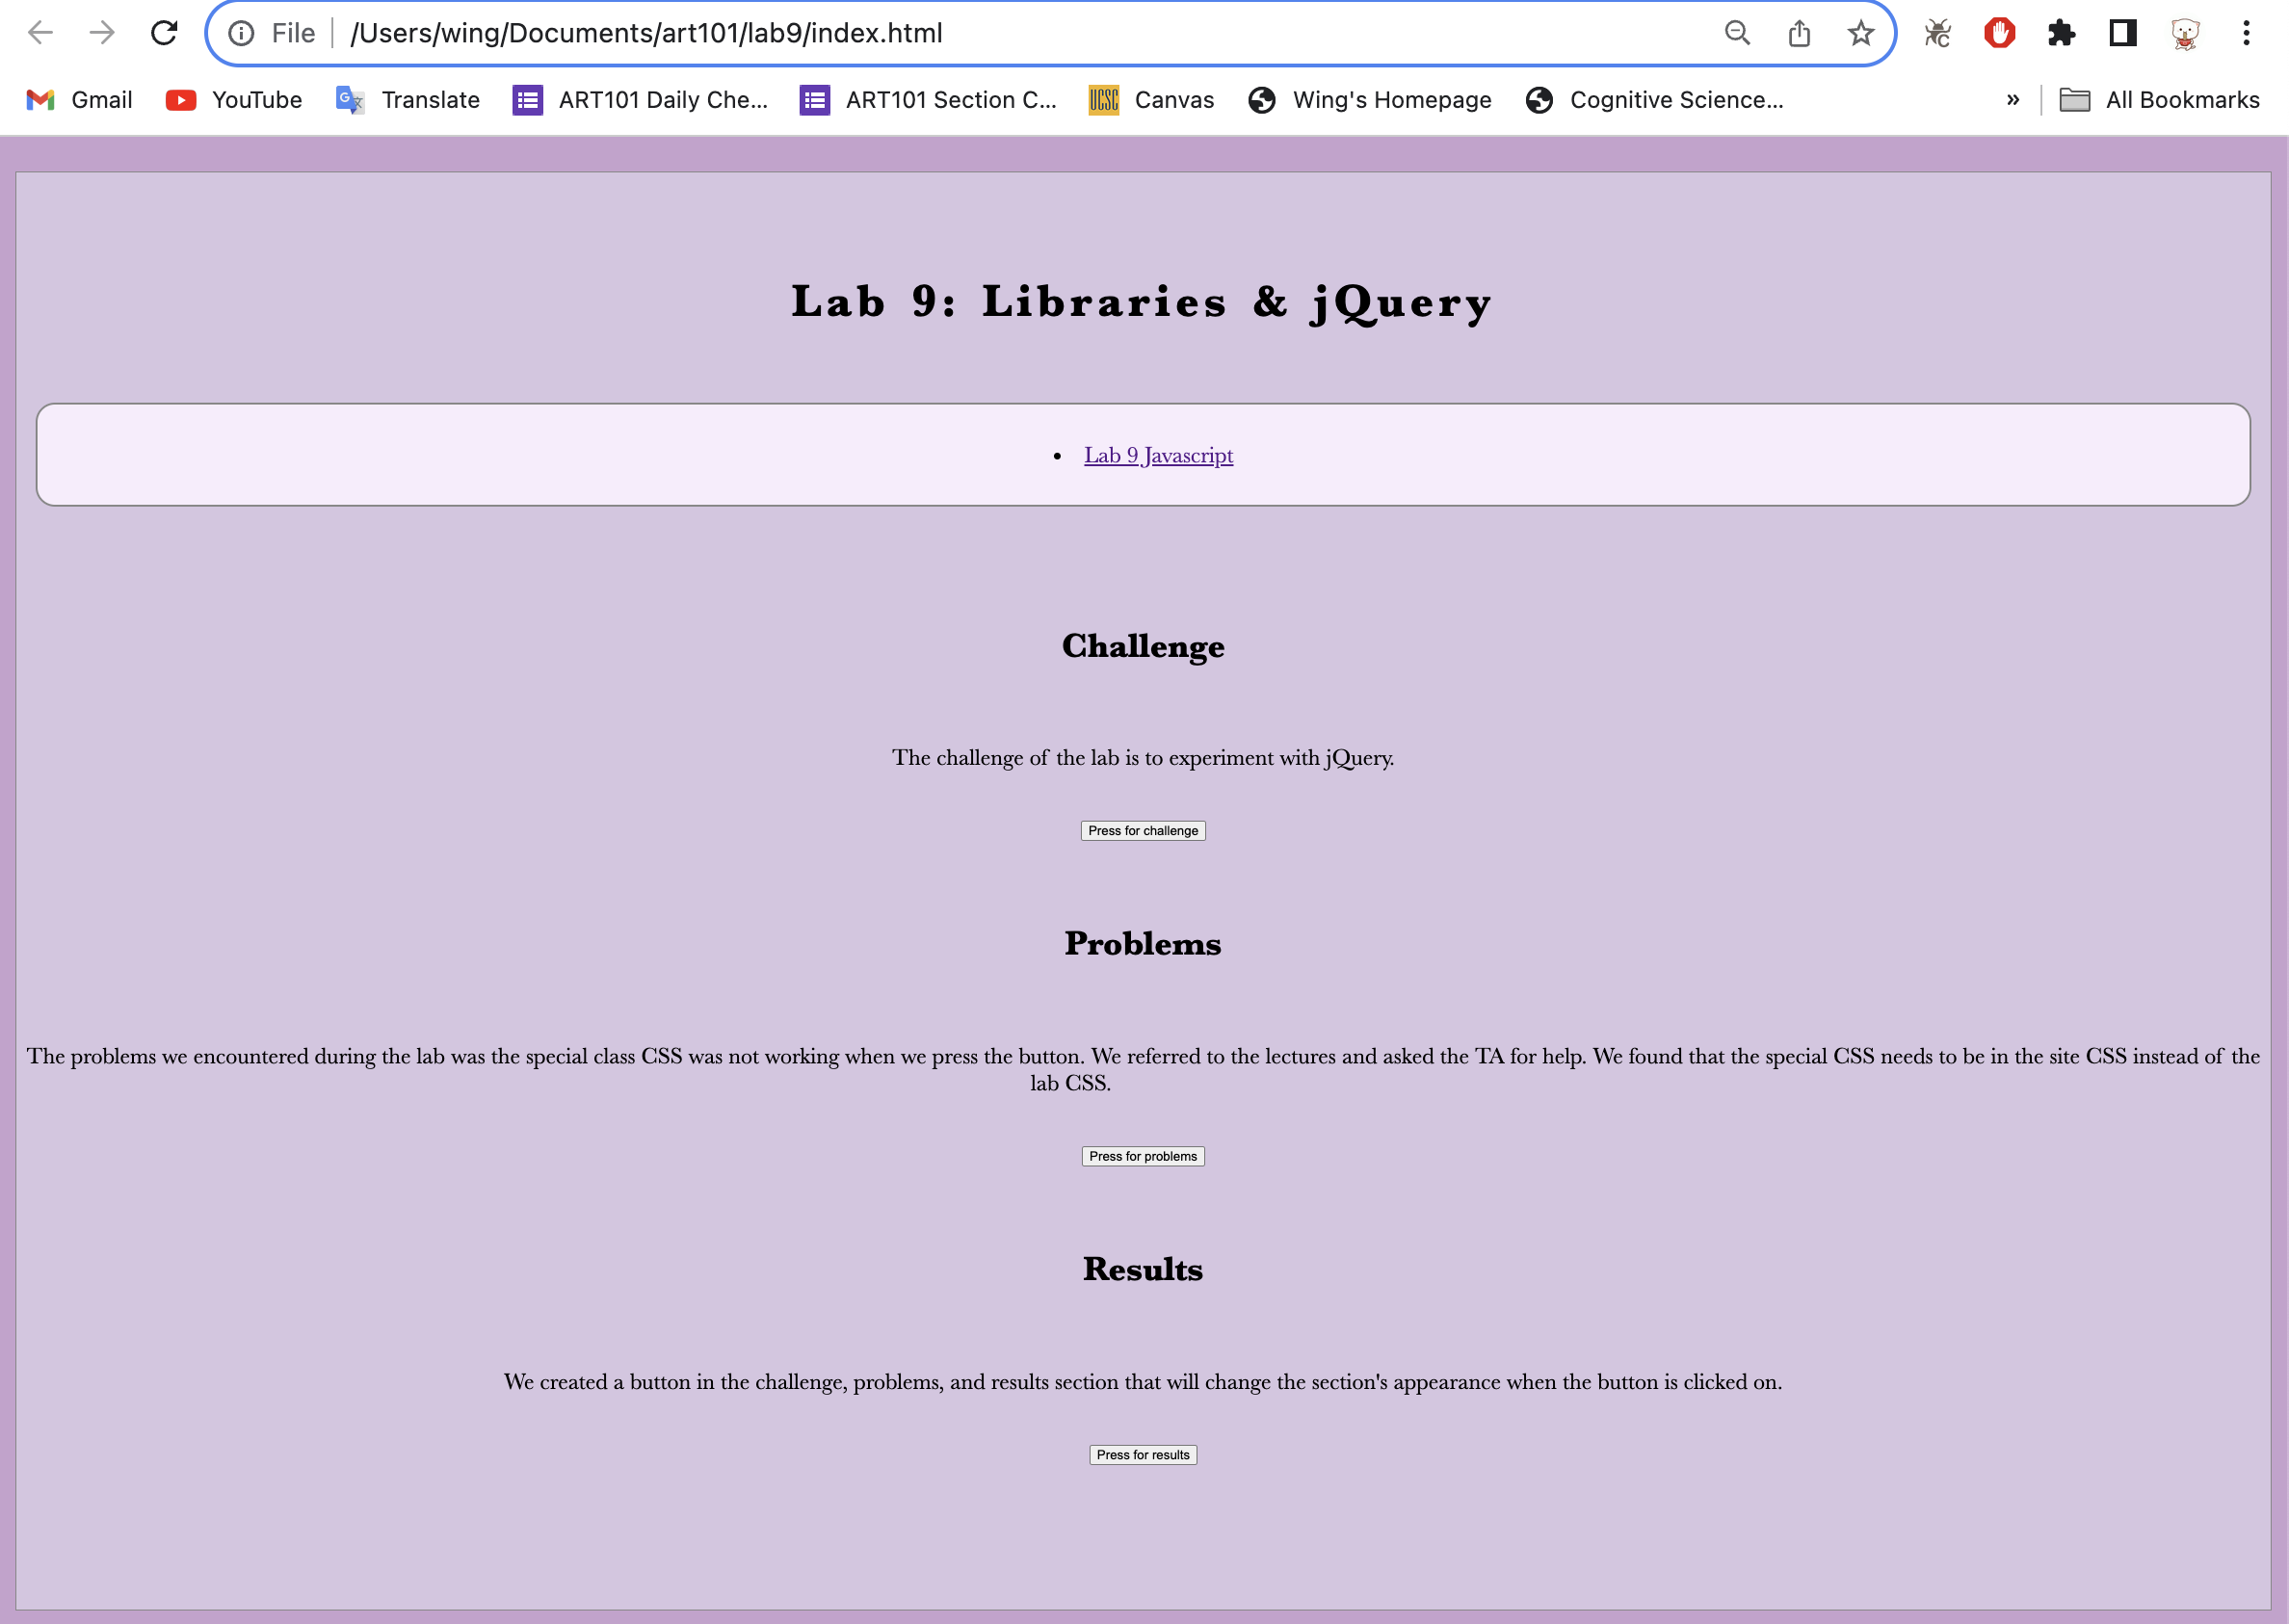 File /Users/wing/Documents/art101/lab9/index.html
Gmail YouTube Translate ART101 Daily Che... ART101 Section C... UCSC Canvas Wing's Homepage Cognitive Science... » All Bookmarks
Lab 9: Libraries & jQuery
• Lab 9 Javascript
Challenge
The challenge of the lab is to experiment with jQuery.
Press for challenge
Problems
The problems we encountered during the lab was the special class CSS was not working when we press the button. We referred to the lectures and asked the TA for help. We found that the special CSS needs to be in the site CSS instead of the
lab CSS.
Press for problems
Results
We created a button in the challenge, problems, and results section that will change the section's appearance when the button is clicked on.
Press for results